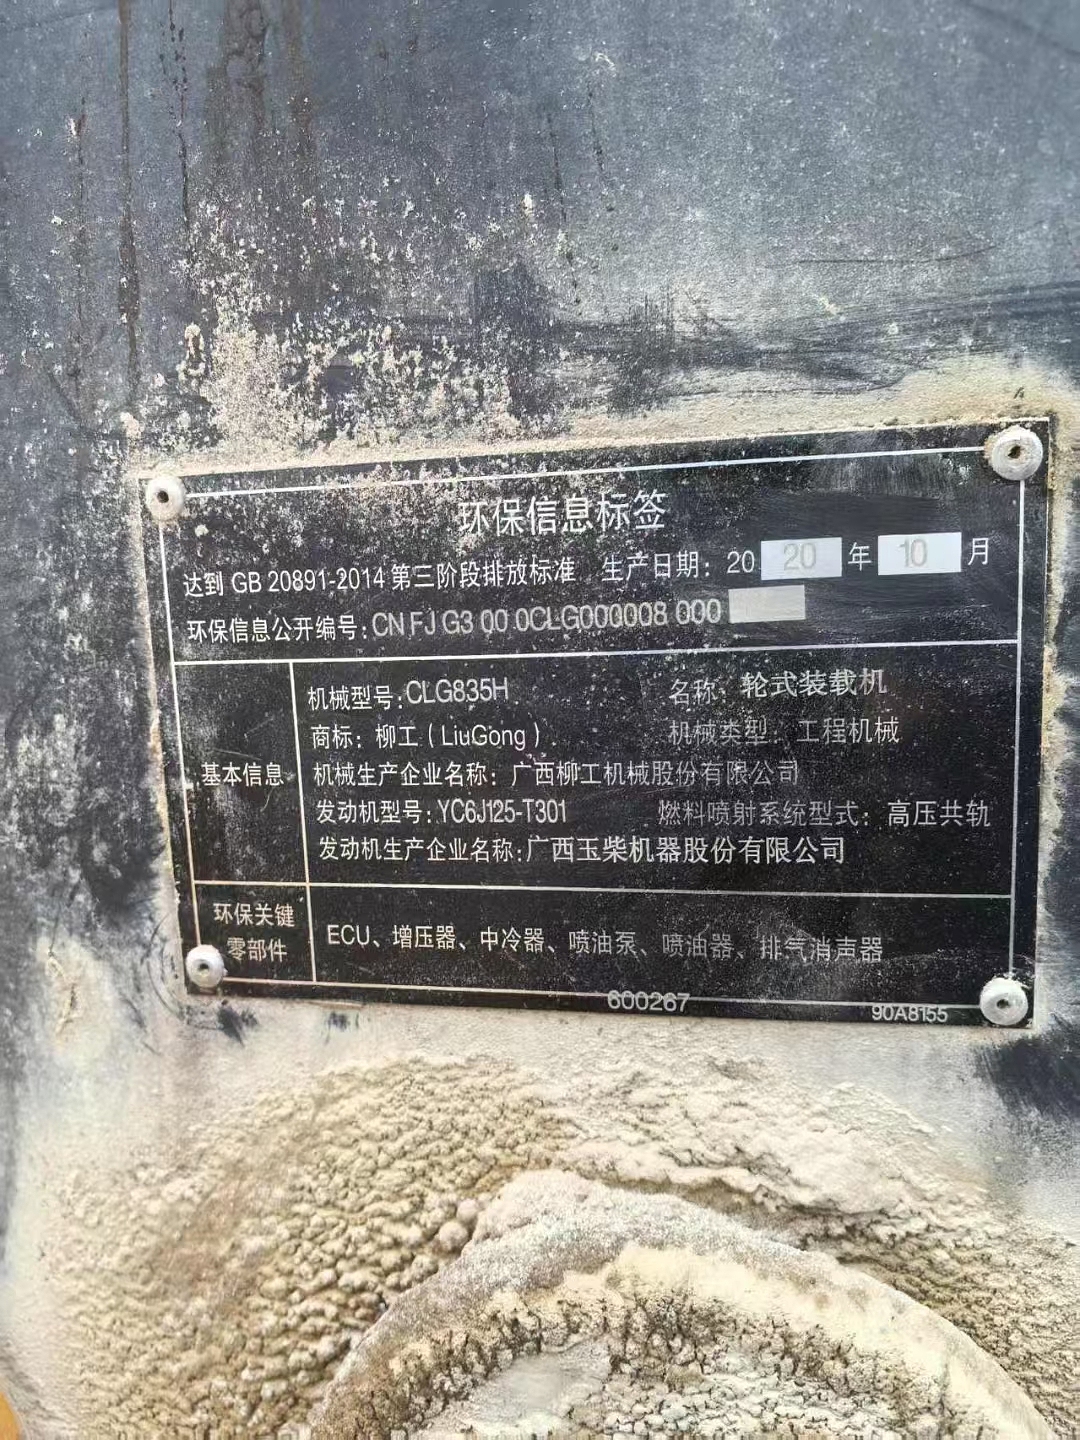 环保信息标签
达到 GB 20891-2014 第三阶段排放标准 生产日期：20 20 年 10 月
环保信息公开编号：CN FJ G3 00 0CLG000008 000
基本信息
机械型号：CLG835H 名称：轮式装载机
商标：柳工（LiuGong） 机械类型：工程机械
机械生产企业名称：广西柳工机械股份有限公司
发动机型号：YC6J125-T301 燃料喷射系统型式：高压共轨
发动机生产企业名称：广西玉柴机器股份有限公司
环保关键
零部件
ECU、增压器、中冷器、喷油泵、喷油器、排气消声器
600267
90A8155